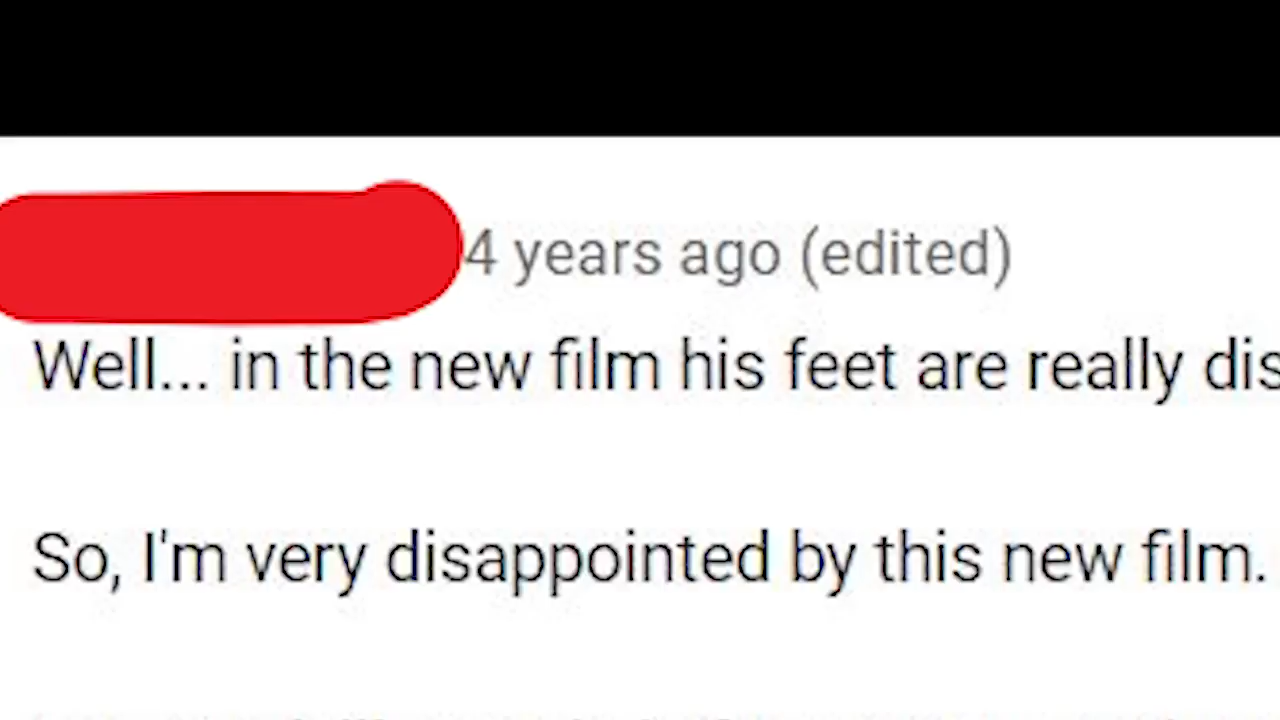 4 years ago (edited)
Well... in the new film his feet are really
So, I'm very disappointed by this new film.